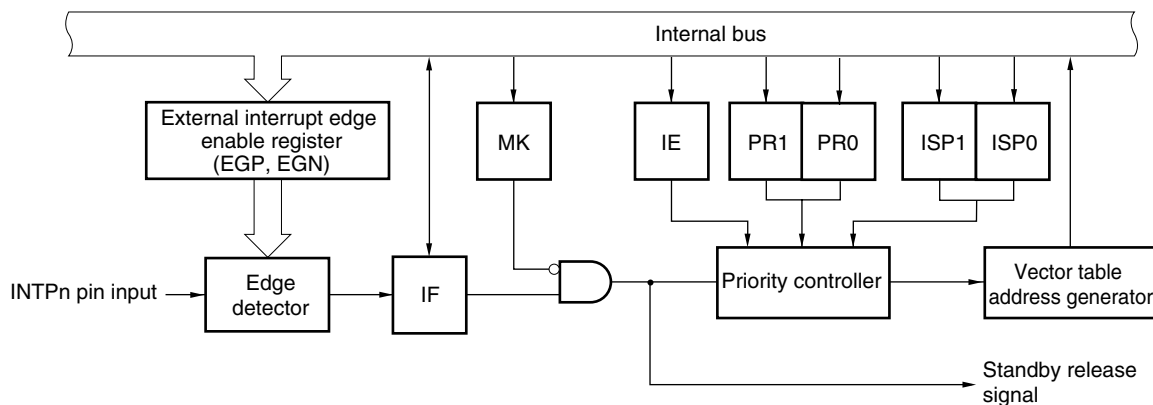 Internal bus
External interrupt edge
enable register
(EGP, EGN)
MK
IE
PR1
PR0
ISP1
ISP0
INTPn pin input
Edge
detector
IF
Priority controller
Vector table
address generator
Standby release
signal